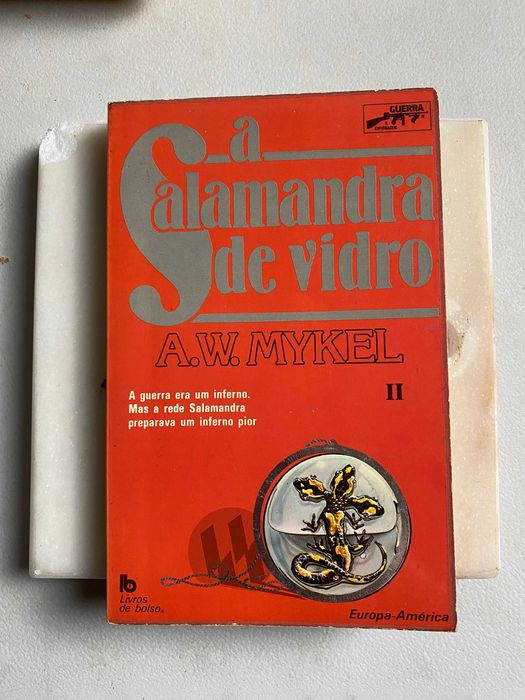 GUERRA
ESPIONAGEM
a
Salamandra
de vidro
A.W. MYKEL
II
A guerra era um inferno.
Mas a rede Salamandra
preparava um inferno pior
lb
Livros
de bolso
Europa-América